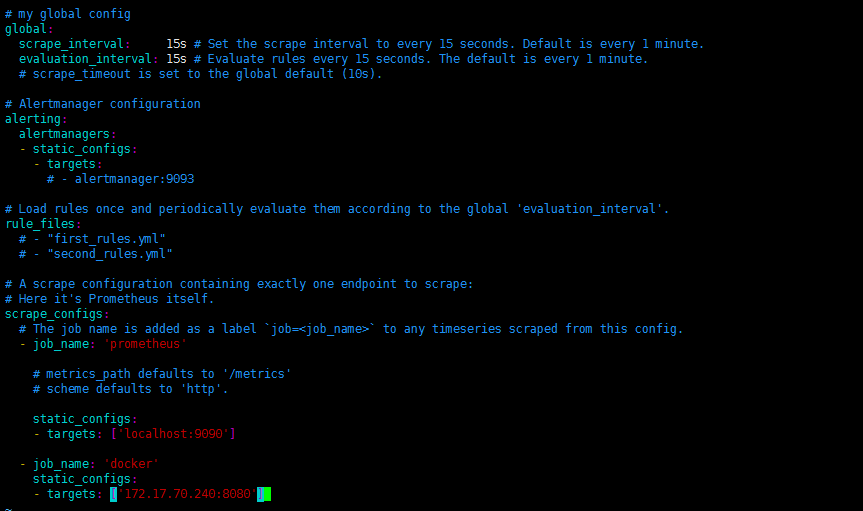 # my global config
global:
  scrape_interval:     15s # Set the scrape interval to every 15 seconds. Default is every 1 minute.
  evaluation_interval: 15s # Evaluate rules every 15 seconds. The default is every 1 minute.
  # scrape_timeout is set to the global default (10s).

# Alertmanager configuration
alerting:
  alertmanagers:
  - static_configs:
    - targets:
      # - alertmanager:9093

# Load rules once and periodically evaluate them according to the global 'evaluation_interval'.
rule_files:
  # - "first_rules.yml"
  # - "second_rules.yml"

# A scrape configuration containing exactly one endpoint to scrape:
# Here it's Prometheus itself.
scrape_configs:
  # The job name is added as a label `job=<job_name>` to any timeseries scraped from this config.
  - job_name: 'prometheus'

    # metrics_path defaults to '/metrics'
    # scheme defaults to 'http'.

    static_configs:
    - targets: ['localhost:9090']

  - job_name: 'docker'
    static_configs:
    - targets: ['172.17.70.240:8080']
~